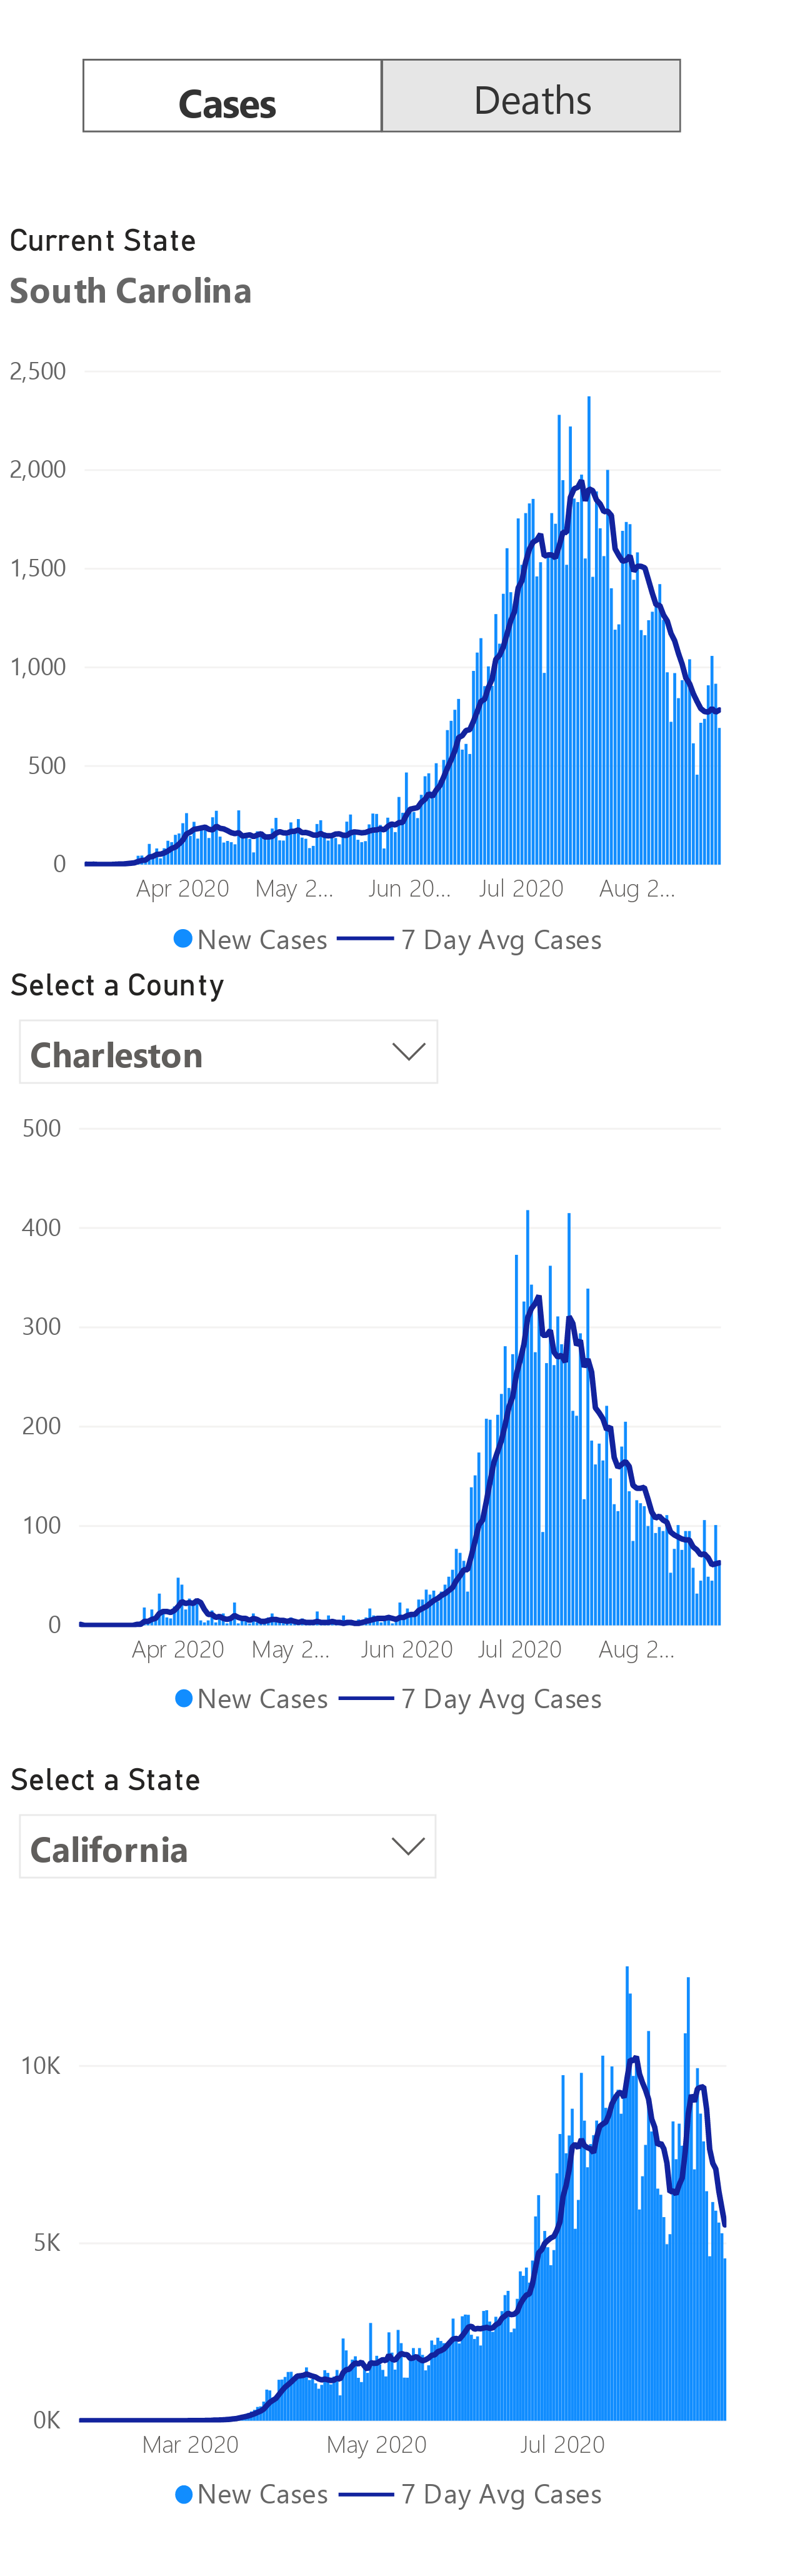 Cases Deaths
Current State
South Carolina
2,500
2,000
1,500
1,000
500
0
Apr 2020 May 2... Jun 20... Jul 2020 Aug 2...
New Cases 7 Day Avg Cases
Select a County
Charleston
500
400
300
200
100
0
Apr 2020 May 2... Jun 2020 Jul 2020 Aug 2...
New Cases 7 Day Avg Cases
Select a State
California
10K
5K
0K
Mar 2020 May 2020 Jul 2020
New Cases 7 Day Avg Cases